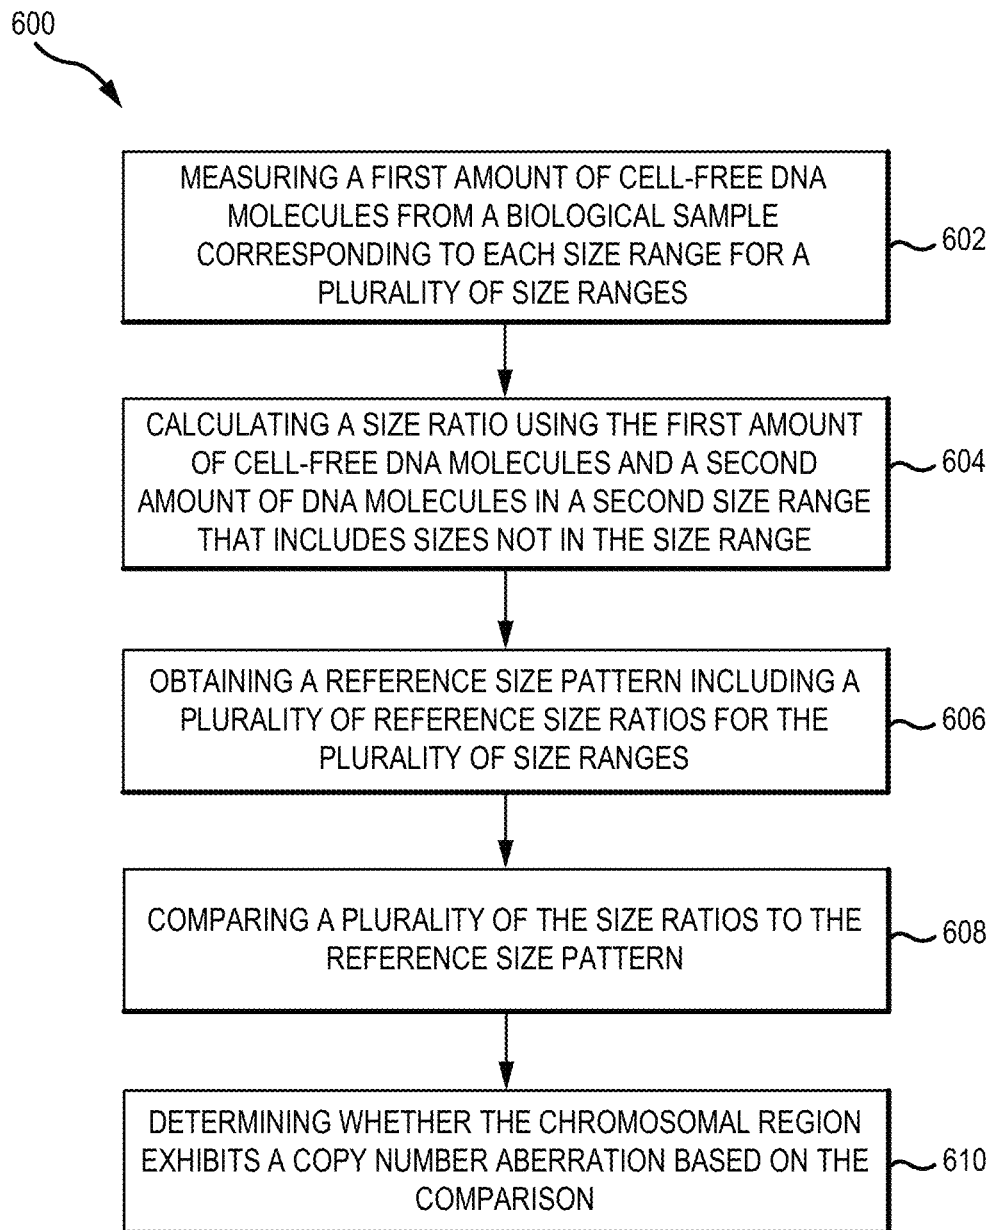 600
MEASURING A FIRST AMOUNT OF CELL-FREE DNA
MOLECULES FROM A BIOLOGICAL SAMPLE
CORRESPONDING TO EACH SIZE RANGE FOR A
PLURALITY OF SIZE RANGES
602
CALCULATING A SIZE RATIO USING THE FIRST AMOUNT
OF CELL-FREE DNA MOLECULES AND A SECOND
AMOUNT OF DNA MOLECULES IN A SECOND SIZE RANGE
THAT INCLUDES SIZES NOT IN THE SIZE RANGE
604
OBTAINING A REFERENCE SIZE PATTERN INCLUDING A
PLURALITY OF REFERENCE SIZE RATIOS FOR THE
PLURALITY OF SIZE RANGES
606
COMPARING A PLURALITY OF THE SIZE RATIOS TO THE
REFERENCE SIZE PATTERN
608
DETERMINING WHETHER THE CHROMOSOMAL REGION
EXHIBITS A COPY NUMBER ABERRATION BASED ON THE
COMPARISON
610